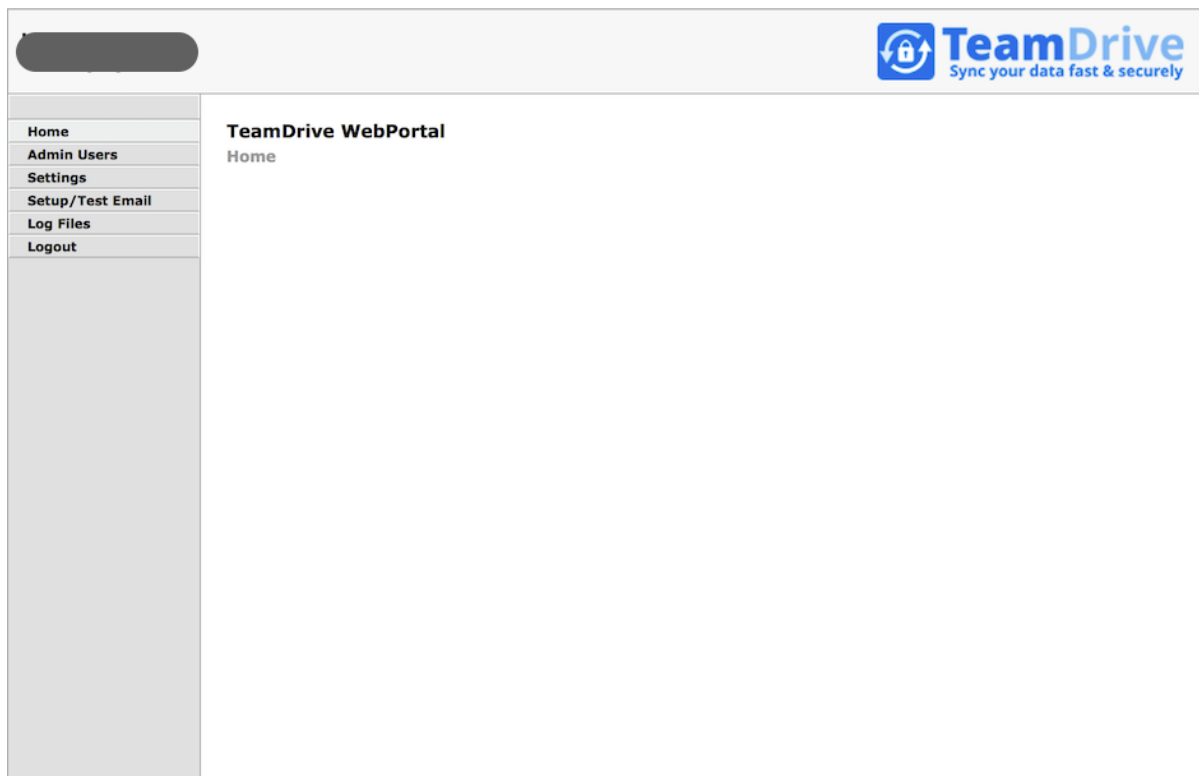 TeamDrive
Sync your data fast & securely
Home
Admin Users
Settings
Setup/Test Email
Log Files
Logout
TeamDrive WebPortal
Home